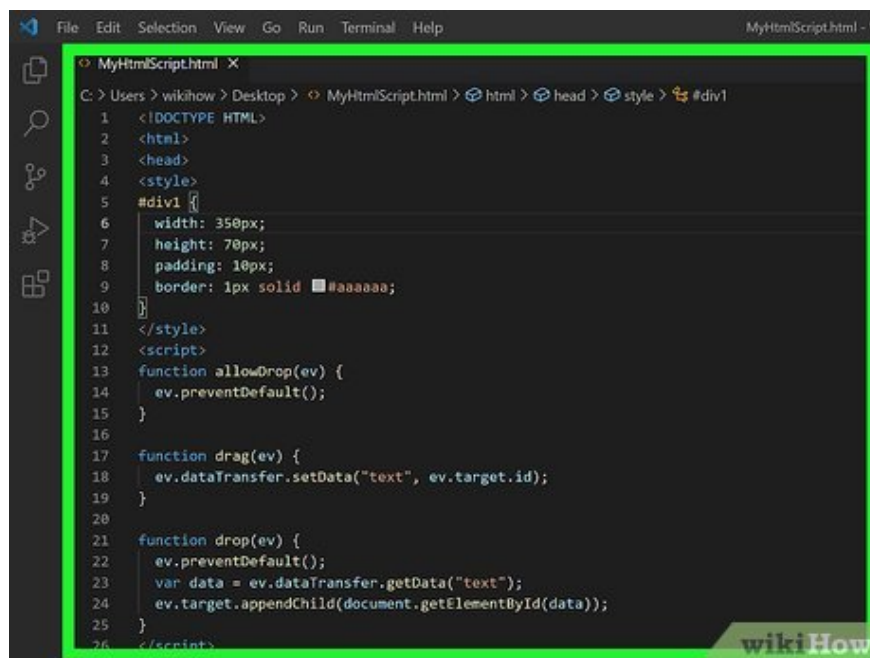 File Edit Selection View Go Run Terminal Help MyHtmlScript.html -
MyHtmlScript.html
C: > Users > wikihow > Desktop > MyHtmlScript.html > html > head > style > #div1
1 <!DOCTYPE HTML>
2 <html>
3 <head>
4 <style>
5 #div1 {
6 width: 350px;
7 height: 70px;
8 padding: 10px;
9 border: 1px solid #aaaaaa;
10 }
11 </style>
12 <script>
13 function allowDrop(ev) {
14 ev.preventDefault();
15 }
16
17 function drag(ev) {
18 ev.dataTransfer.setData("text", ev.target.id);
19 }
20
21 function drop(ev) {
22 ev.preventDefault();
23 var data = ev.dataTransfer.getData("text");
24 ev.target.appendChild(document.getElementById(data));
25 }
26 </script>
wikiHow